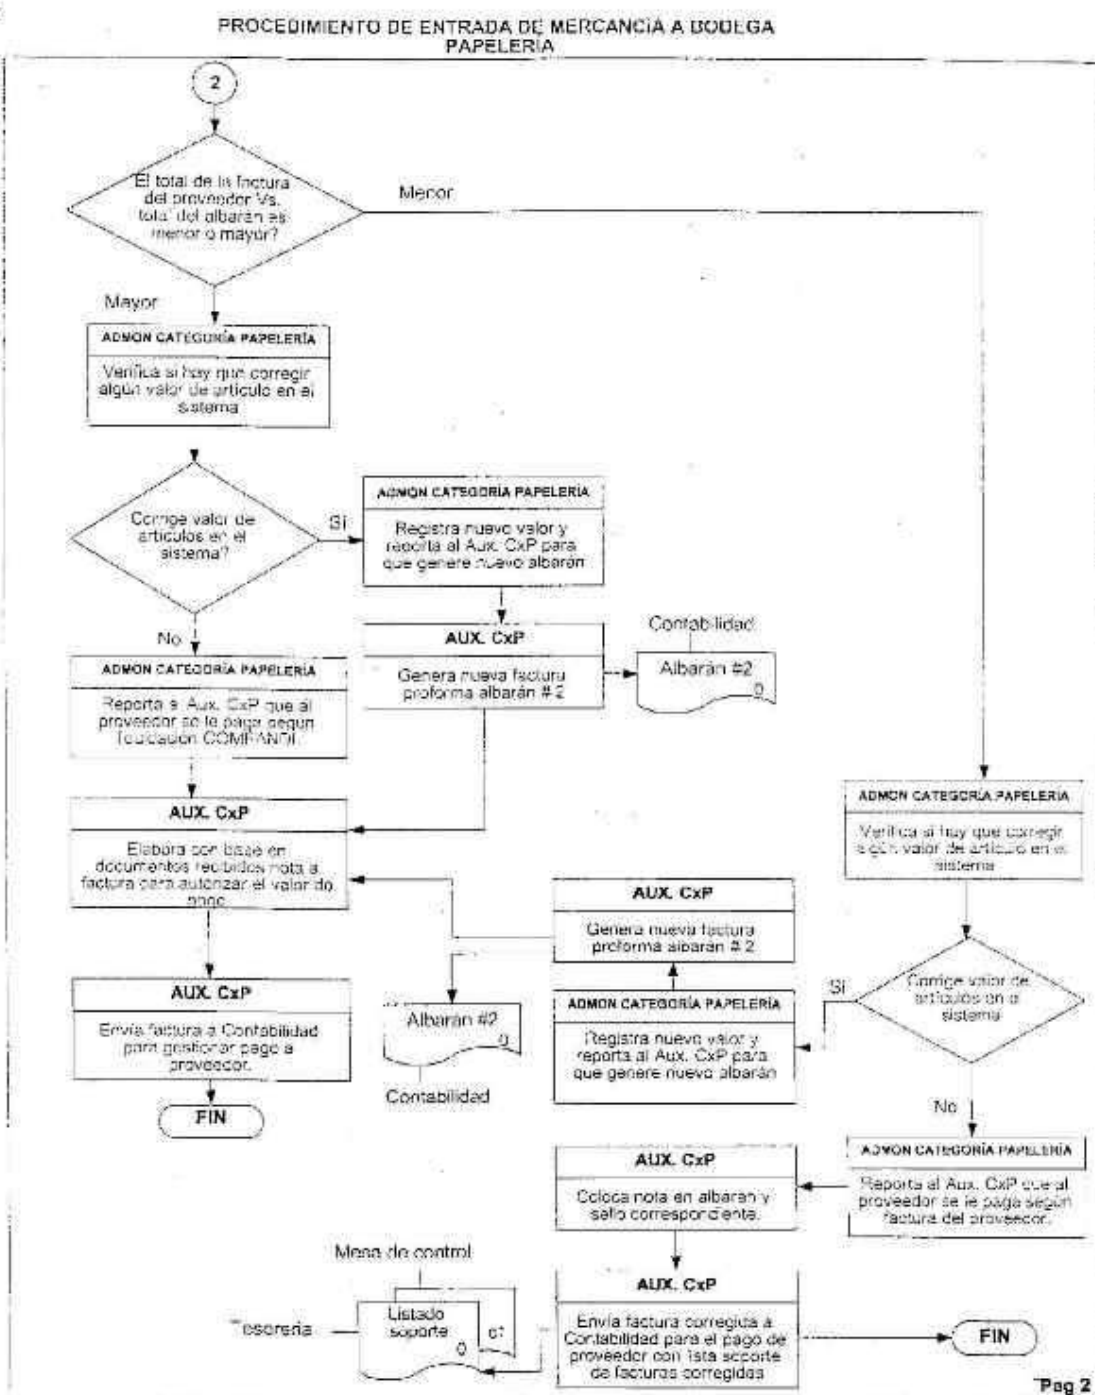 PROCEDIMIENTO DE ENTRADA DE MERCANCÍA A BODEGA
PAPELERÍA
2
El total de la factura
del proveedor Vs.
total del albarán es
menor o mayor?
Menor
Mayor
ADMON CATEGORÍA PAPELERÍA
Verifica si hay que corregir
algún valor de artículo en el
sistema
Corrige valor de
artículos en el
sistema?
Si
ADMON CATEGORÍA PAPELERÍA
Registra nuevo valor y
reporta al Aux. CxP para
que genere nuevo albarán
No
AUX. CxP
Genera nueva factura
proforma albarán # 2
Contabilidad
Albarán #2
0
ADMON CATEGORÍA PAPELERÍA
Reporta al Aux. CxP que al
proveedor se le paga según
liquidación
AUX. CxP
Elabora con base en
documentos recibidos nota a
factura para autorizar el valor de
pago
AUX. CxP
Envía factura a Contabilidad
para gestionar pago a
proveedor.
FIN
ADMON CATEGORÍA PAPELERÍA
Verifica si hay que corregir
algún valor de artículo en el
sistema
Corrige valor de
artículos en el
sistema
Si
No
AUX. CxP
Genera nueva factura
proforma albarán # 2
ADMON CATEGORÍA PAPELERÍA
Registra nuevo valor y
reporta al Aux. CxP para
que genere nuevo albarán
Albarán #2
0
Contabilidad
ADMON CATEGORÍA PAPELERÍA
Reporta al Aux. CxP que al
proveedor se le paga según
factura del proveedor.
AUX. CxP
Coloca nota en albarán y
sello correspondiente.
AUX. CxP
Envía factura corregida a
Contabilidad para el pago de
proveedor con lista soporte
de facturas corregidas
Mesa de control
Listado
soporte
0
Tesorería
FIN
Pag 2